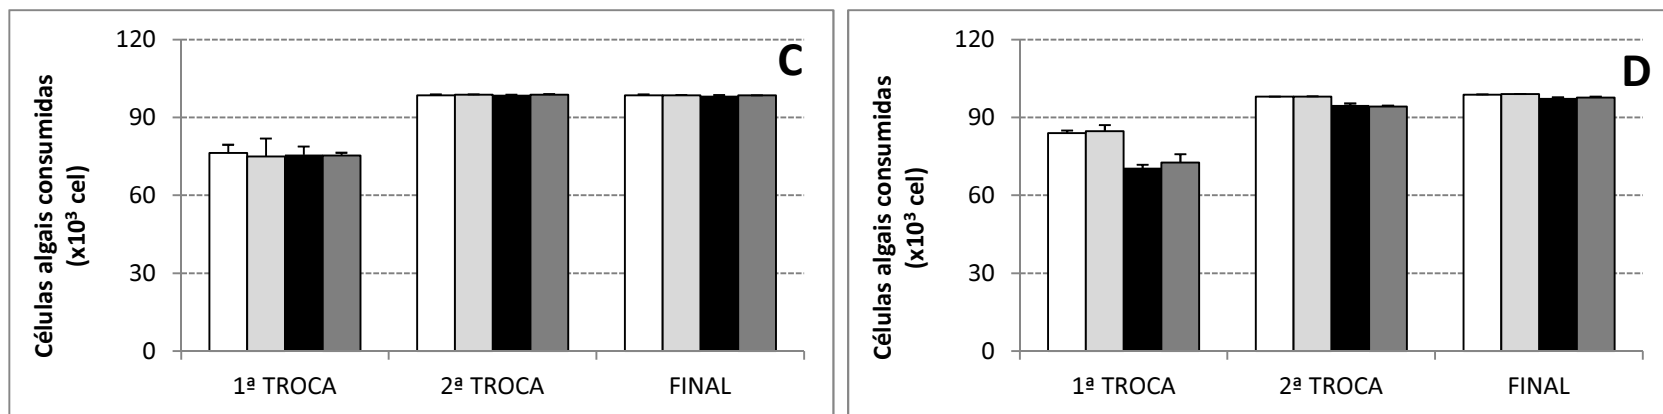 120
90
60
30
0
Células algais consumidas
(x10³ cel)
C
1ª TROCA
2ª TROCA
FINAL
120
90
60
30
0
Células algais consumidas
(x10³ cel)
D
1ª TROCA
2ª TROCA
FINAL